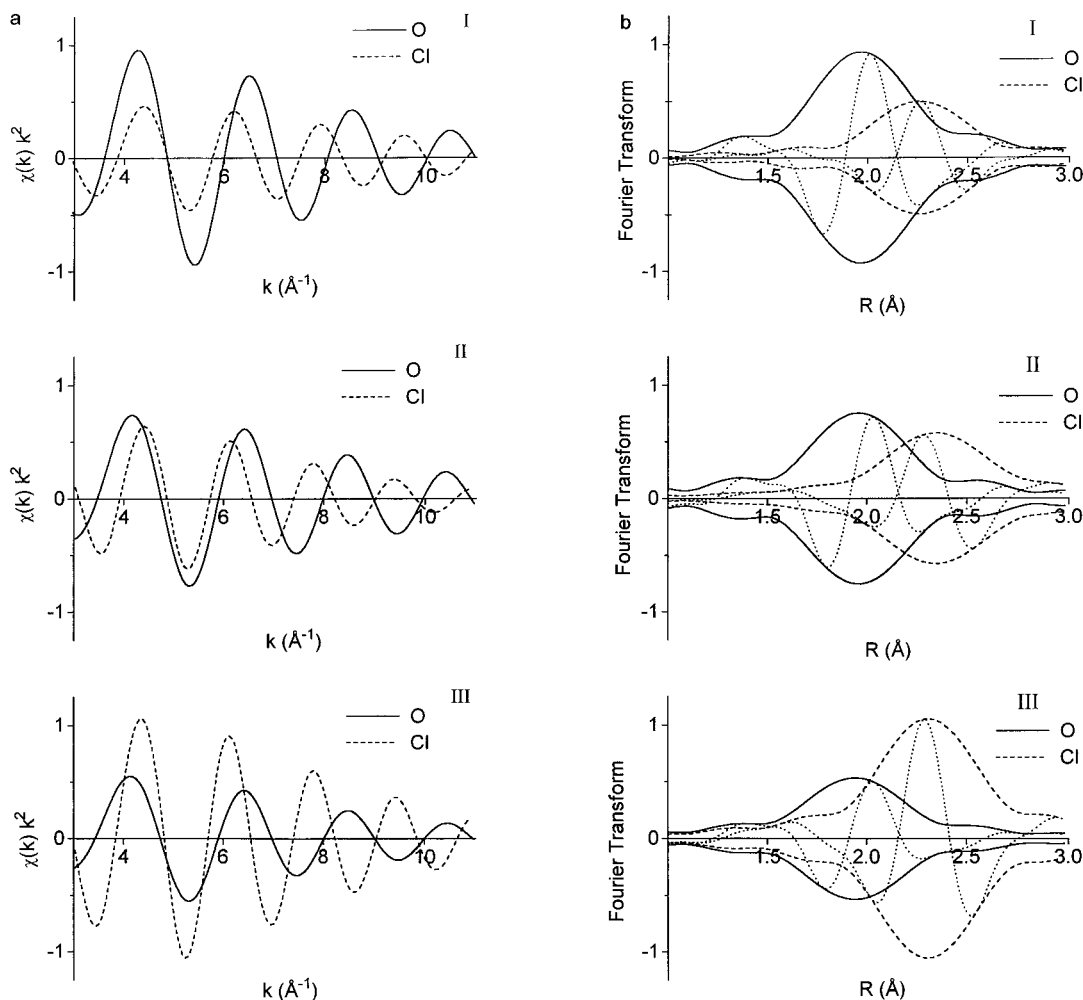 a
I
O
Cl
1
0
-1
4
6
8
10
χ(k) k²
k (Å⁻¹)
b
I
O
Cl
1
0
-1
1.5
2.0
2.5
3.0
Fourier Transform
R (Å)
II
O
Cl
1
0
-1
4
6
8
10
χ(k) k²
k (Å⁻¹)
II
O
Cl
1
0
-1
1.5
2.0
2.5
3.0
Fourier Transform
R (Å)
III
O
Cl
1
0
-1
4
6
8
10
χ(k) k²
k (Å⁻¹)
III
O
Cl
1
0
-1
1.5
2.0
2.5
3.0
Fourier Transform
R (Å)